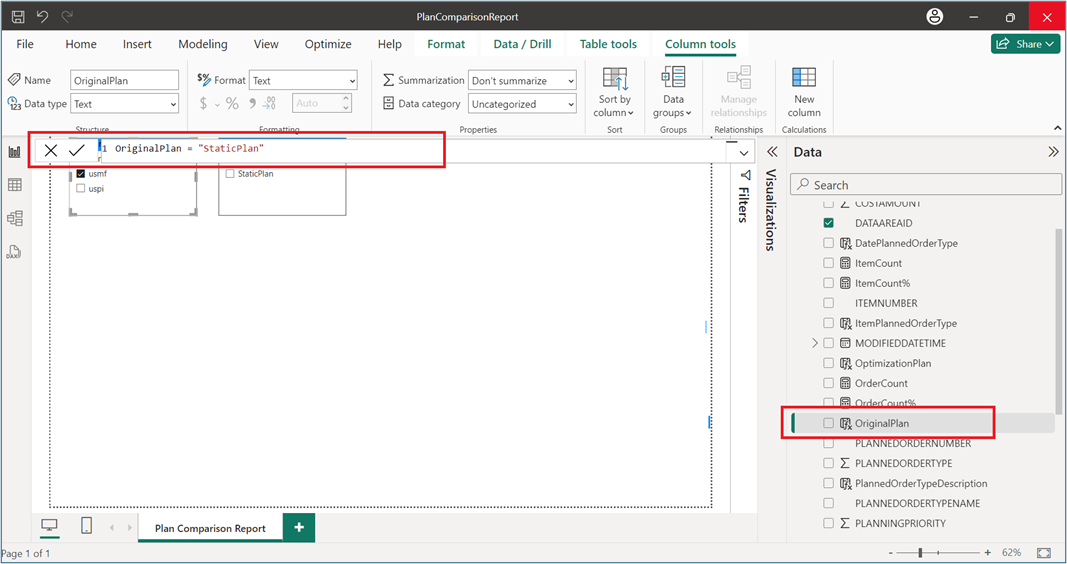 PlanComparisonReport
File Home Insert Modeling View Optimize Help Format Data / Drill Table tools Column tools Share
Name OriginalPlan $% Format Text Σ Summarization Don't summarize
Data type Text $ % 9 .00 Auto Data category Uncategorized
Sort by column Data groups Manage relationships New column
Structure Formatting Properties Sort Groups Relationships Calculations
1 OriginalPlan = "StaticPlan"
usmf
uspi
StaticPlan
Filters
Visualizations
Data
Search
COSTAMOUNT
DATAAREAID
DatePlannedOrderType
ItemCount
ItemCount%
ITEMNUMBER
ItemPlannedOrderType
MODIFIEDDATETIME
OptimizationPlan
OrderCount
OrderCount%
OriginalPlan
PLANNEDORDERNUMBER
PLANNEDORDERTYPE
PlannedOrderTypeDescription
PLANNEDORDERTYPENAME
PLANNINGPRIORITY
Plan Comparison Report +
Page 1 of 1 - + 62%